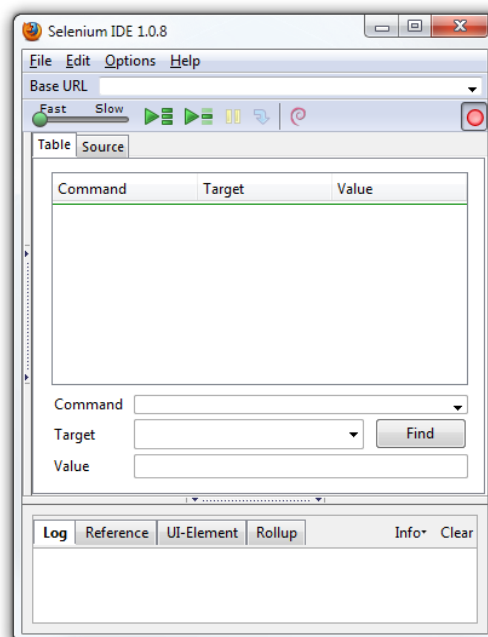 Selenium IDE 1.0.8
File Edit Options Help
Base URL
Fast Slow
Table Source
Command Target Value
Command
Target Find
Value
Log Reference UI-Element Rollup Info Clear